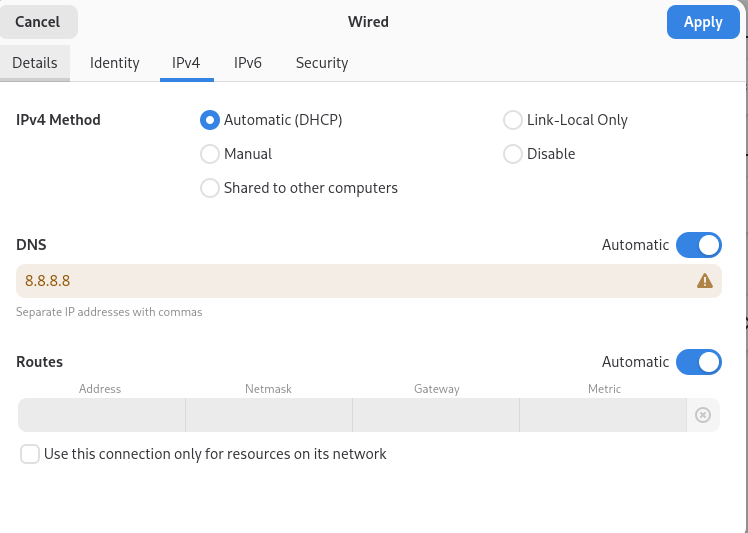 Cancel Wired Apply
Details Identity IPv4 IPv6 Security
IPv4 Method Automatic (DHCP) Link-Local Only
Manual Disable
Shared to other computers
DNS Automatic
8.8.8.8
Separate IP addresses with commas
Routes Automatic
Address Netmask Gateway Metric
Use this connection only for resources on its network